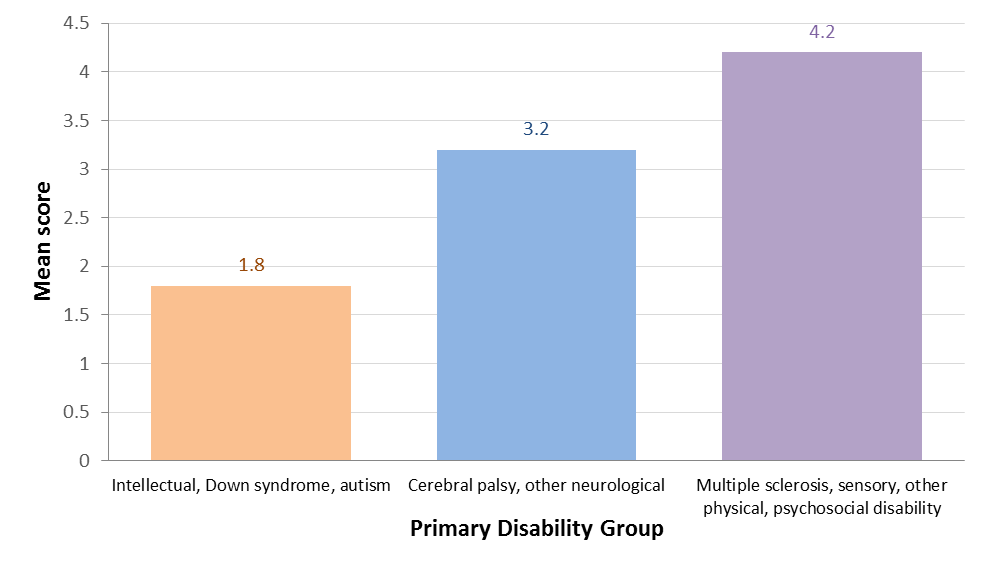 4.5
4
3.5
3
2.5
2
1.5
1
0.5
0
Mean score
1.8
3.2
4.2
Intellectual, Down syndrome, autism
Cerebral palsy, other neurological
Multiple sclerosis, sensory, other
physical, psychosocial disability
Primary Disability Group